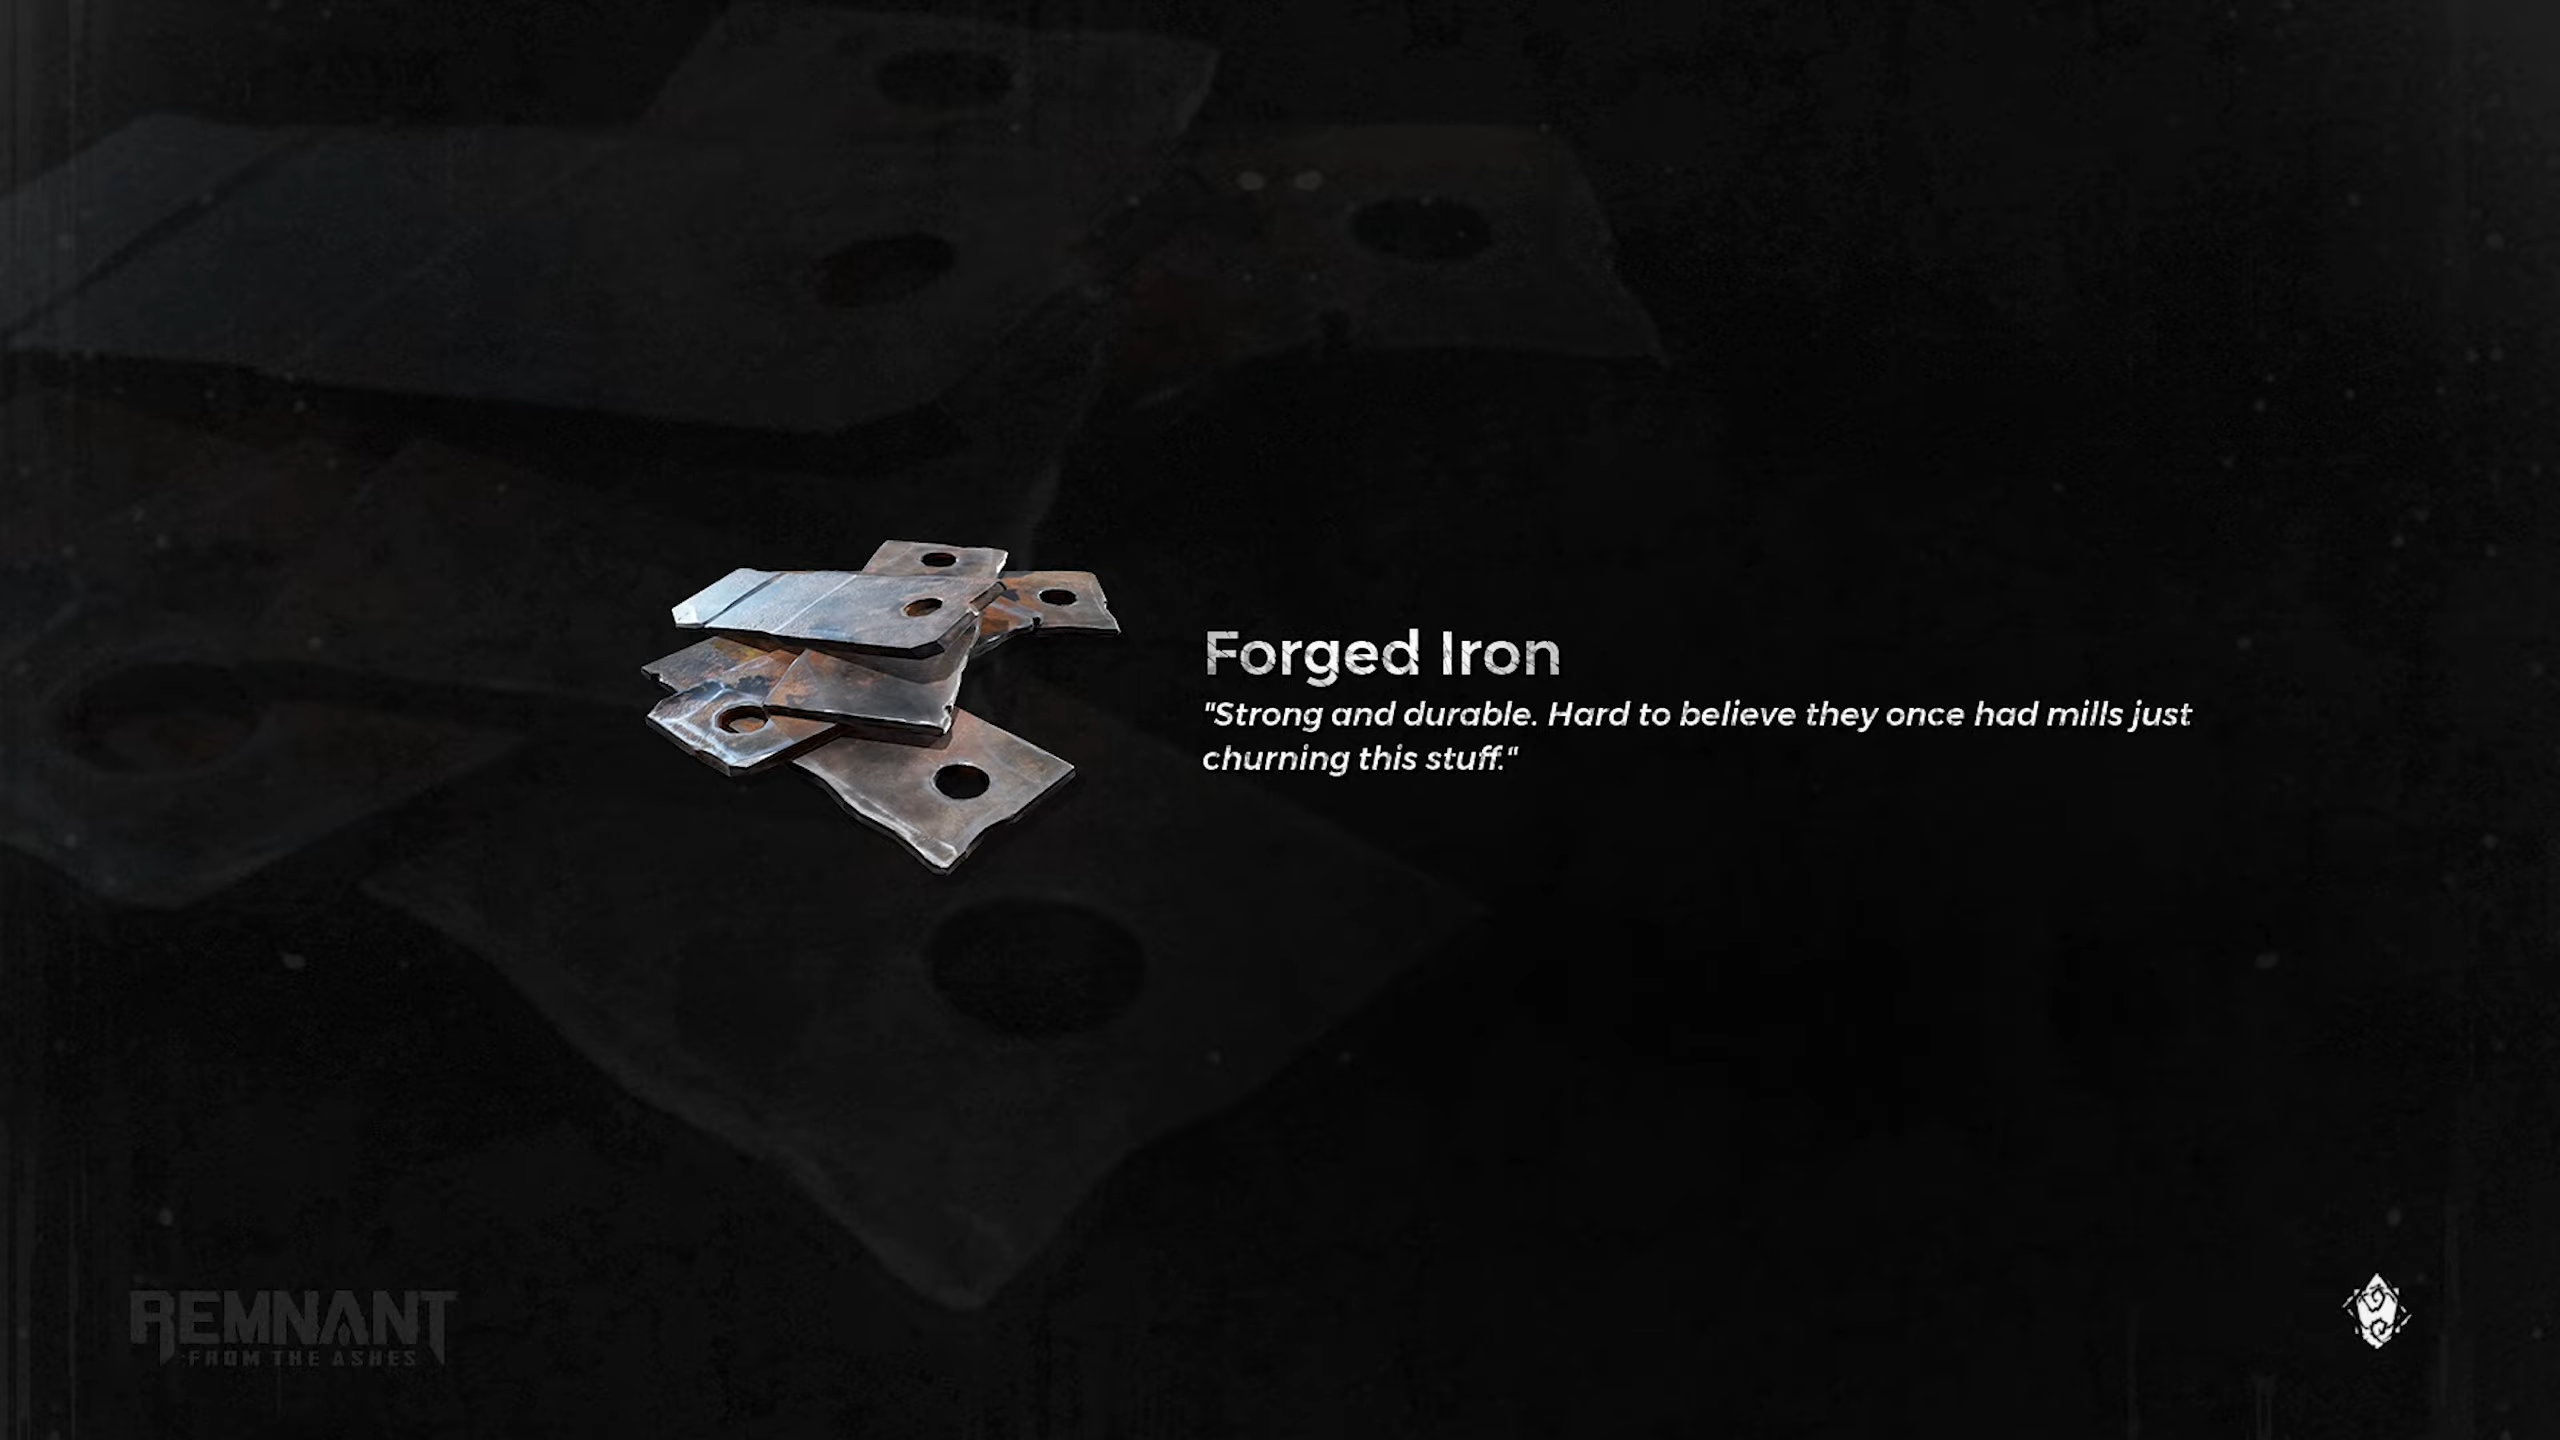 Forged Iron
"Strong and durable. Hard to believe they once had mills just
churning this stuff."
REMNANT
FROM THE ASHES